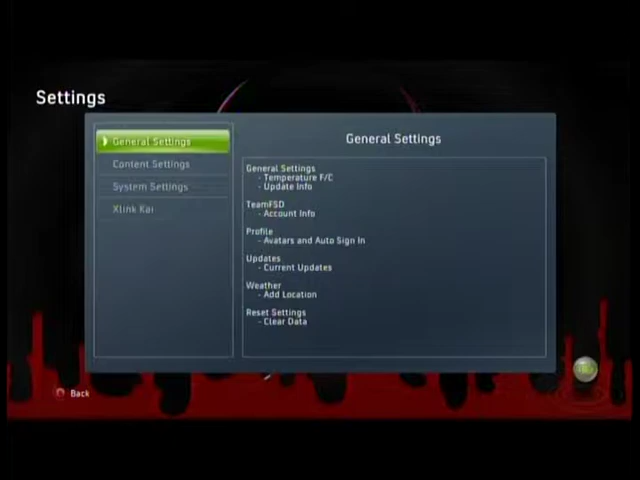 Settings
General Settings
Content Settings
System Settings
Xlink Kai
General Settings
General Settings
- Temperature F/C
- Update Info
TeamFSD
- Account Info
Profile
- Avatars and Auto Sign In
Updates
- Current Updates
Weather
- Add Location
Reset Settings
- Clear Data
Back